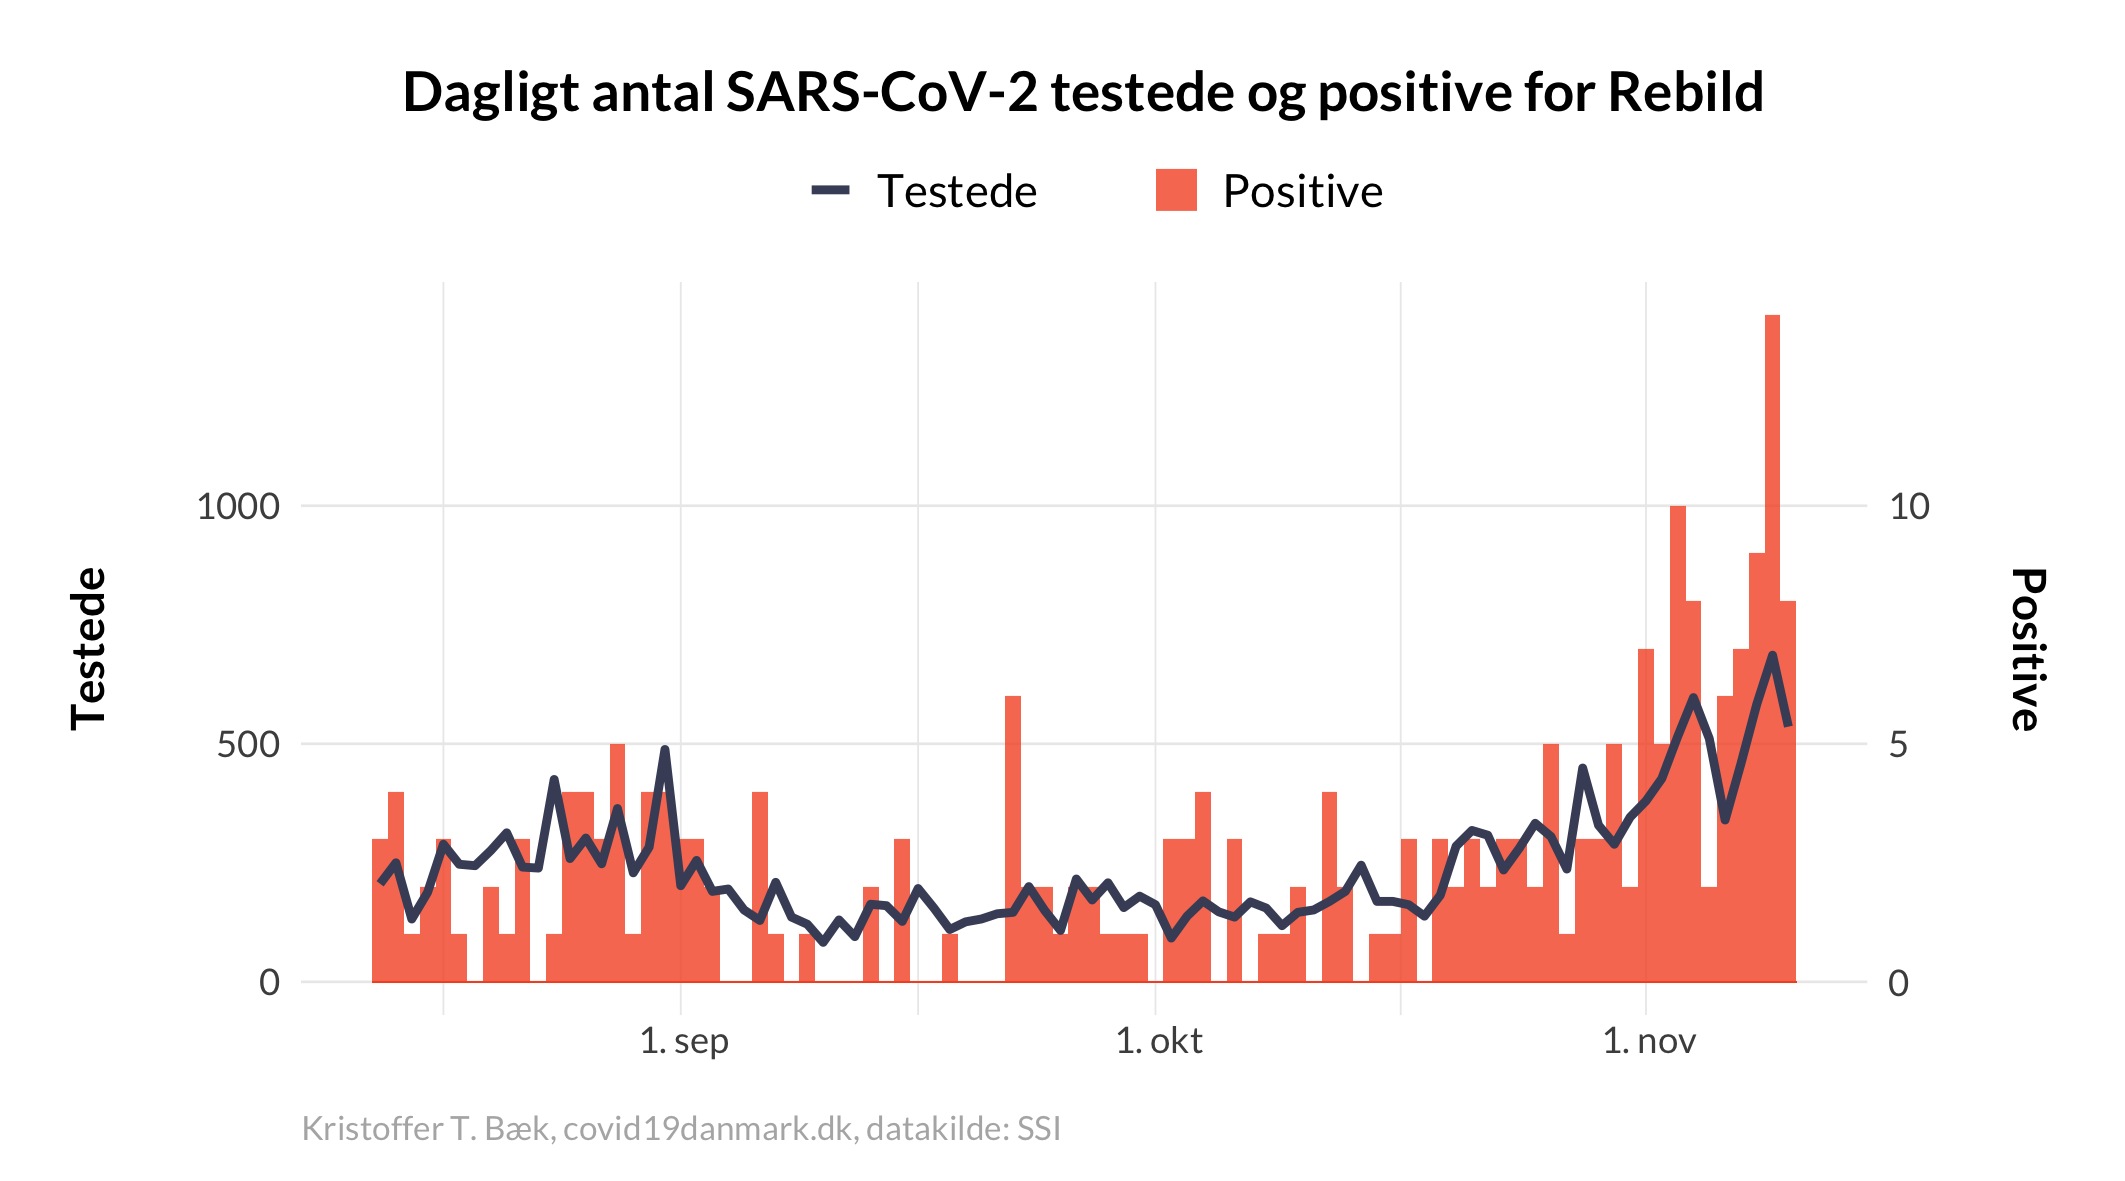 Dagligt antal SARS-CoV-2 testede og positive for Rebild
Testede
Positive
1000
500
0
Testede
10
5
0
Positive
1. sep
1. okt
1. nov
Kristoffer T. Bæk, covid19danmark.dk, datakilde: SSI